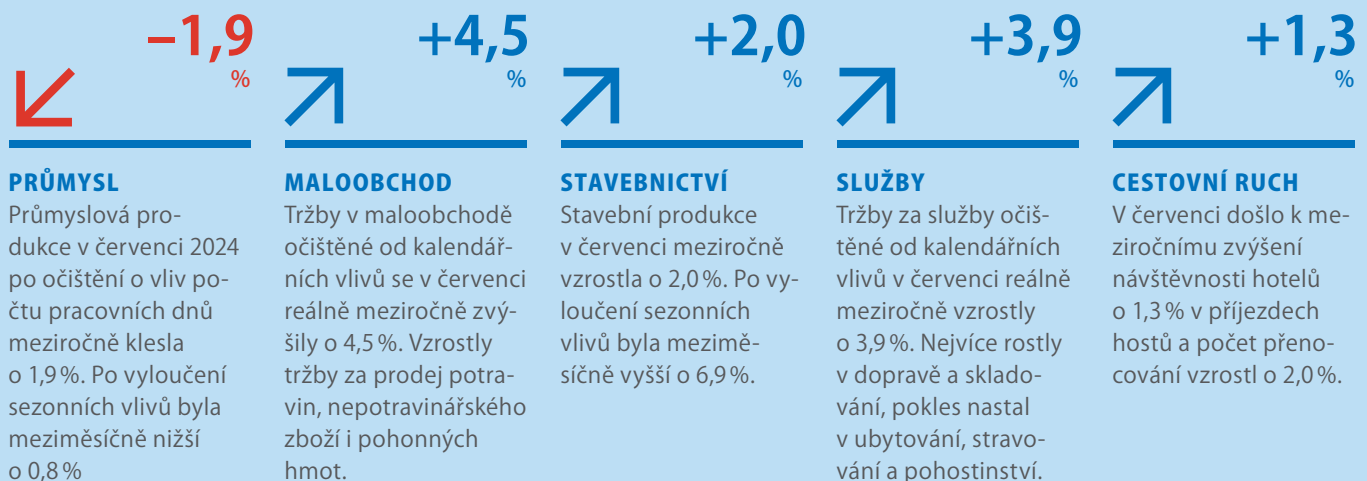 –1,9
%
PRŮMYSL
Průmyslová pro-
dukce v červenci 2024
po očištění o vliv po-
čtu pracovních dnů
meziročně klesla
o 1,9 %. Po vyloučení
sezonních vlivů byla
meziměsíčně nižší
o 0,8 %
+4,5
%
MALOOBCHOD
Tržby v maloobchodě
očištěné od kalendář-
ních vlivů se v červenci
reálně meziročně zvý-
šily o 4,5 %. Vzrostly
tržby za prodej potra-
vin, nepotravinářského
zboží i pohonných
hmot.
+2,0
%
STAVEBNICTVÍ
Stavební produkce
v červenci meziročně
vzrostla o 2,0 %. Po vy-
loučení sezonních
vlivů byla mezimě-
síčně vyšší o 6,9 %.
+3,9
%
SLUŽBY
Tržby za služby očiš-
těné od kalendářních
vlivů v červenci reálně
meziročně vzrostly
o 3,9 %. Nejvíce rostly
v dopravě a sklado-
vání, pokles nastal
v ubytování, stravo-
vání a pohostinství.
+1,3
%
CESTOVNÍ RUCH
V červenci došlo k me-
ziročnímu zvýšení
návštěvnosti hotelů
o 1,3 % v příjezdech
hostů a počet přeno-
cování vzrostl o 2,0 %.